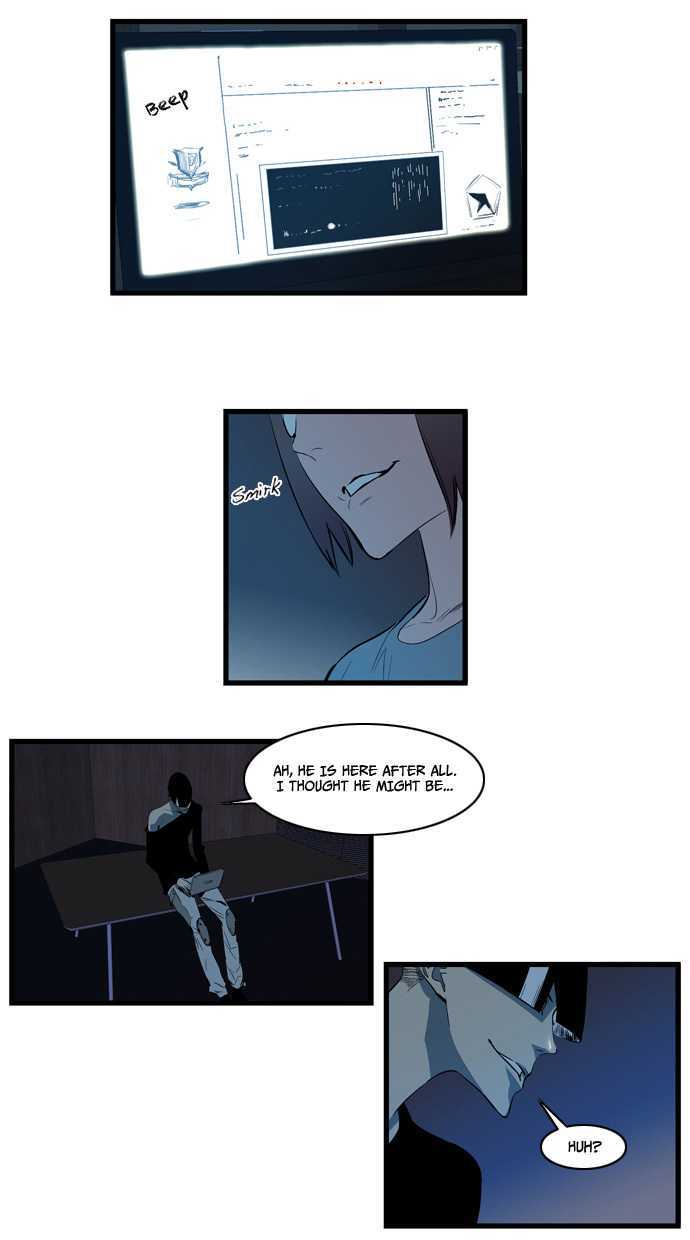 Beep
Smirk
AH, HE IS HERE AFTER ALL.
I THOUGHT HE MIGHT BE...
HUH?